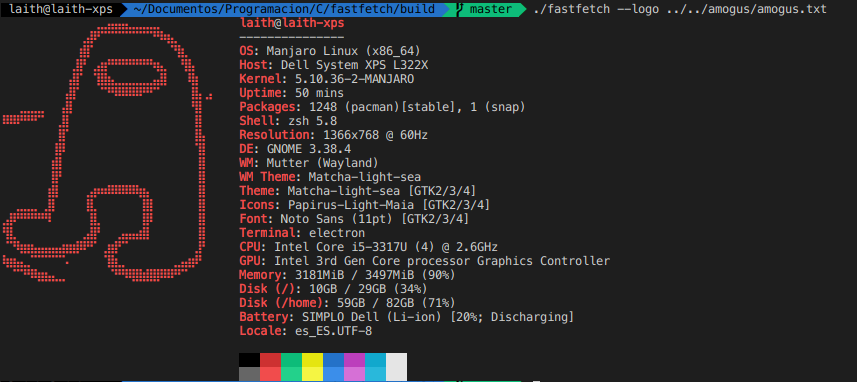 laith@laith-xps ~/Documentos/Programacion/C/fastfetch/build master ./fastfetch --logo ../../amogus/amogus.txt
laith@laith-xps
---------------
OS: Manjaro Linux (x86_64)
Host: Dell System XPS L322X
Kernel: 5.10.36-2-MANJARO
Uptime: 50 mins
Packages: 1248 (pacman)[stable], 1 (snap)
Shell: zsh 5.8
Resolution: 1366x768 @ 60Hz
DE: GNOME 3.38.4
WM: Mutter (Wayland)
WM Theme: Matcha-light-sea
Theme: Matcha-light-sea [GTK2/3/4]
Icons: Papirus-Light-Maia [GTK2/3/4]
Font: Noto Sans (11pt) [GTK2/3/4]
Terminal: electron
CPU: Intel Core i5-3317U (4) @ 2.6GHz
GPU: Intel 3rd Gen Core processor Graphics Controller
Memory: 3181MiB / 3497MiB (90%)
Disk (/): 10GB / 29GB (34%)
Disk (/home): 59GB / 82GB (71%)
Battery: SIMPLO Dell (Li-ion) [20%; Discharging]
Locale: es_ES.UTF-8